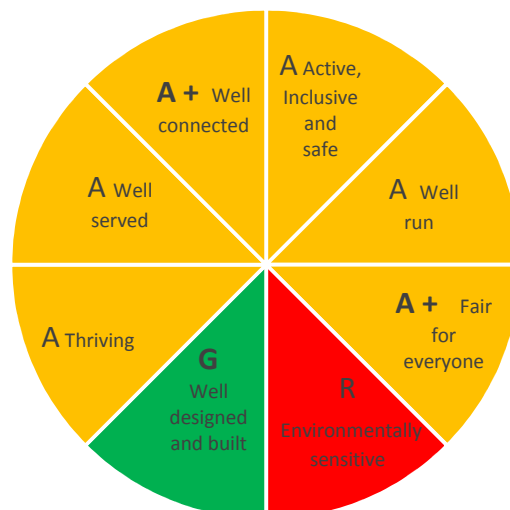 A Active,
Inclusive
and
safe
A Well
run
A + Fair
for
everyone
R
Environmentally
sensitive
G
Well
designed
and built
A Thriving
A Well
served
A + Well
connected